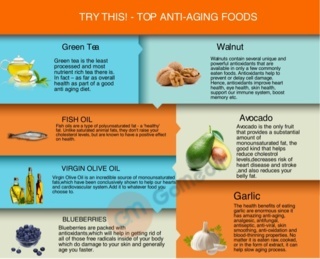 TRY THIS! - TOP ANTI-AGING FOODS
Green Tea
Green tea is the least
processed and most
nutrient rich tea there is.
In fact – as far as overall
health as part of a good
anti aging diet.
Walnut
Walnuts contain several unique and
powerful antioxidants that are
available in only a few commonly
eaten foods. Antioxidants help to
prevent or delay cell damage.
Hence, antioxidants improve heart
health, eye health, skin health,
support our immune system, boost
memory etc.
FISH OIL
Fish oils are a type of polyunsaturated fat - a "healthy"
fat. Unlike saturated animal fats, they don't raise your
cholesterol levels, but are known to have a positive effect
on health.
Avocado
Avocado is the only fruit
that provides a substantial
amount of
monounsaturated fat, the
good kind that helps
reduce cholestrol
levels,decreases risk of
heart disease and stroke
,and also reduces your
belly fat.
VIRGIN OLIVE OIL
Virgin Olive Oil is an incredible source of monounsaturated
fats,which have been conclusively shown to help our hearts
and cardiovascular system.Add it to whatever food you
choose to.
BLUEBERRIES
Blueberries are packed with
antioxidants,which will help in getting rid of
all of those free radicals inside of your body
which do damage to your skin and generally
age you faster.
Garlic
The health benefits of eating
garlic are enormous since it
has amazing anti-aging,
analgesic, antifungal,
antiseptic, anti-viral, skin
smoothing, anti-oxidation and
blood-thinning properties. No
matter it is eaten raw, cooked,
or in the form of extract, it can
help slow aging process.